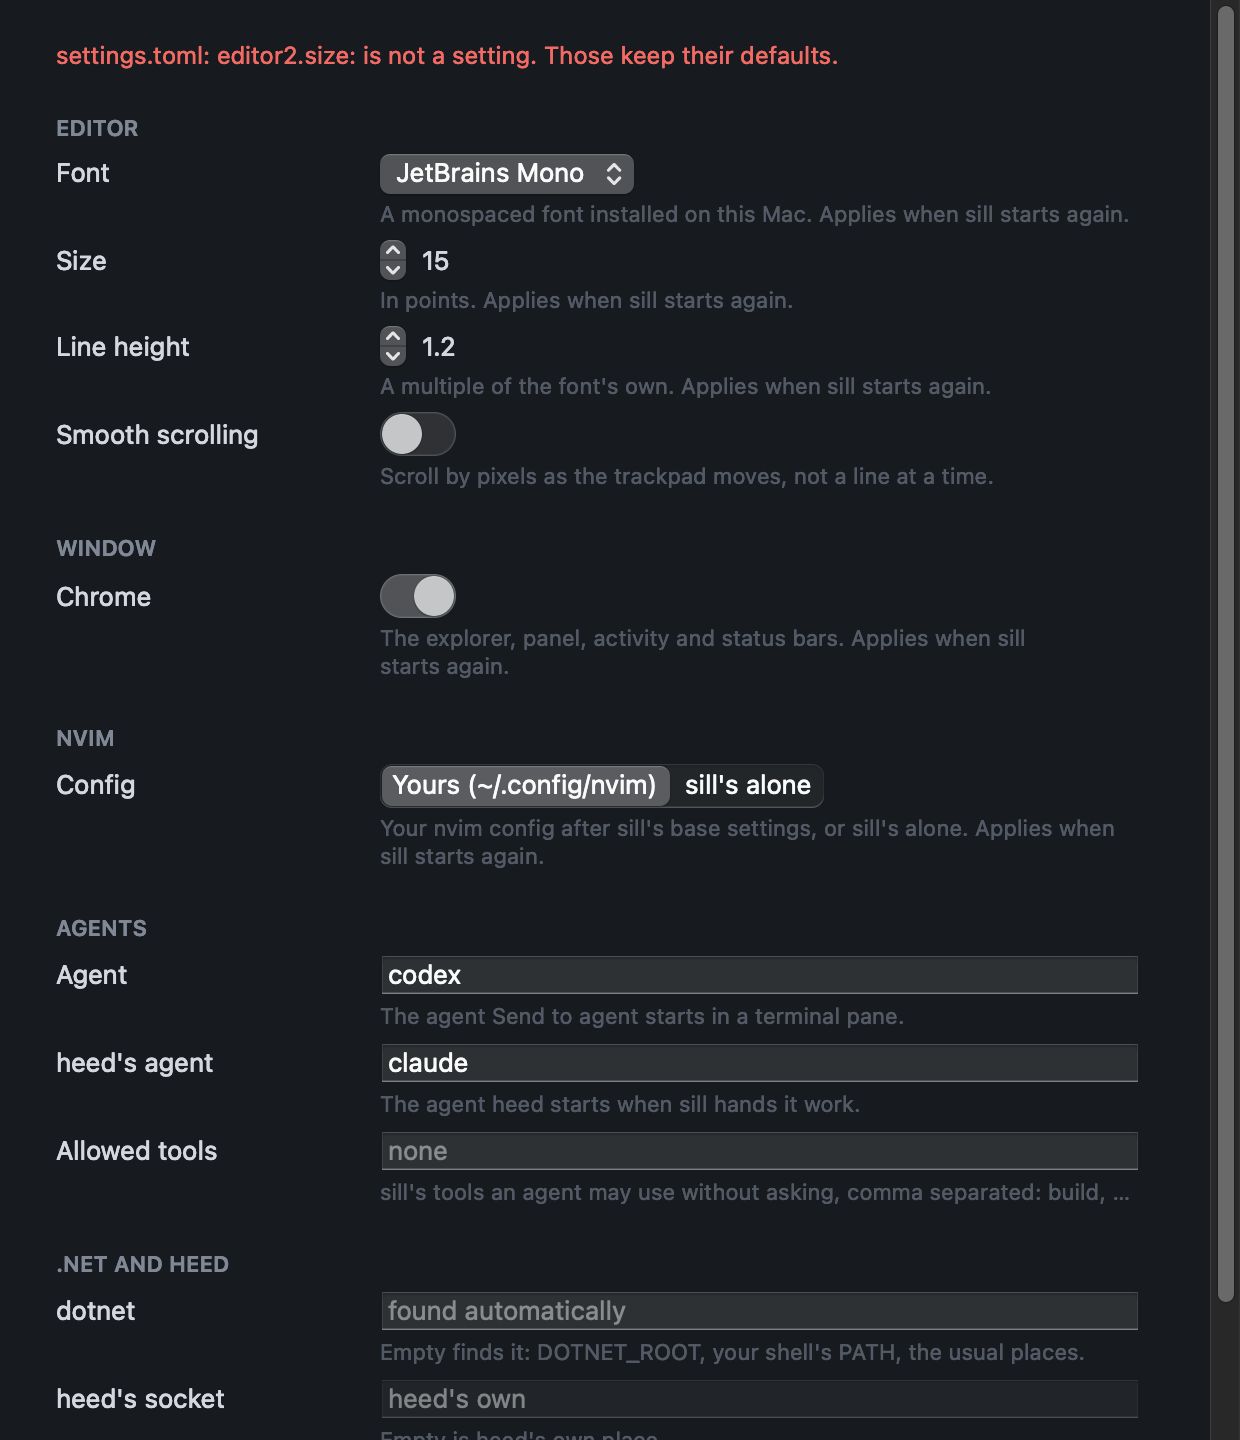 settings.toml: editor2.size: is not a setting. Those keep their defaults.
EDITOR
Font
JetBrains Mono
A monospaced font installed on this Mac. Applies when sill starts again.
Size
15
In points. Applies when sill starts again.
Line height
1.2
A multiple of the font's own. Applies when sill starts again.
Smooth scrolling
Scroll by pixels as the trackpad moves, not a line at a time.
WINDOW
Chrome
The explorer, panel, activity and status bars. Applies when sill
starts again.
NVIM
Config
Yours (~/.config/nvim)
sill's alone
Your nvim config after sill's base settings, or sill's alone. Applies when
sill starts again.
AGENTS
Agent
codex
The agent Send to agent starts in a terminal pane.
heed's agent
claude
The agent heed starts when sill hands it work.
Allowed tools
none
sill's tools an agent may use without asking, comma separated: build, ...
.NET AND HEED
dotnet
found automatically
Empty finds it: DOTNET_ROOT, your shell's PATH, the usual places.
heed's socket
heed's own
Empty is heed's own place.